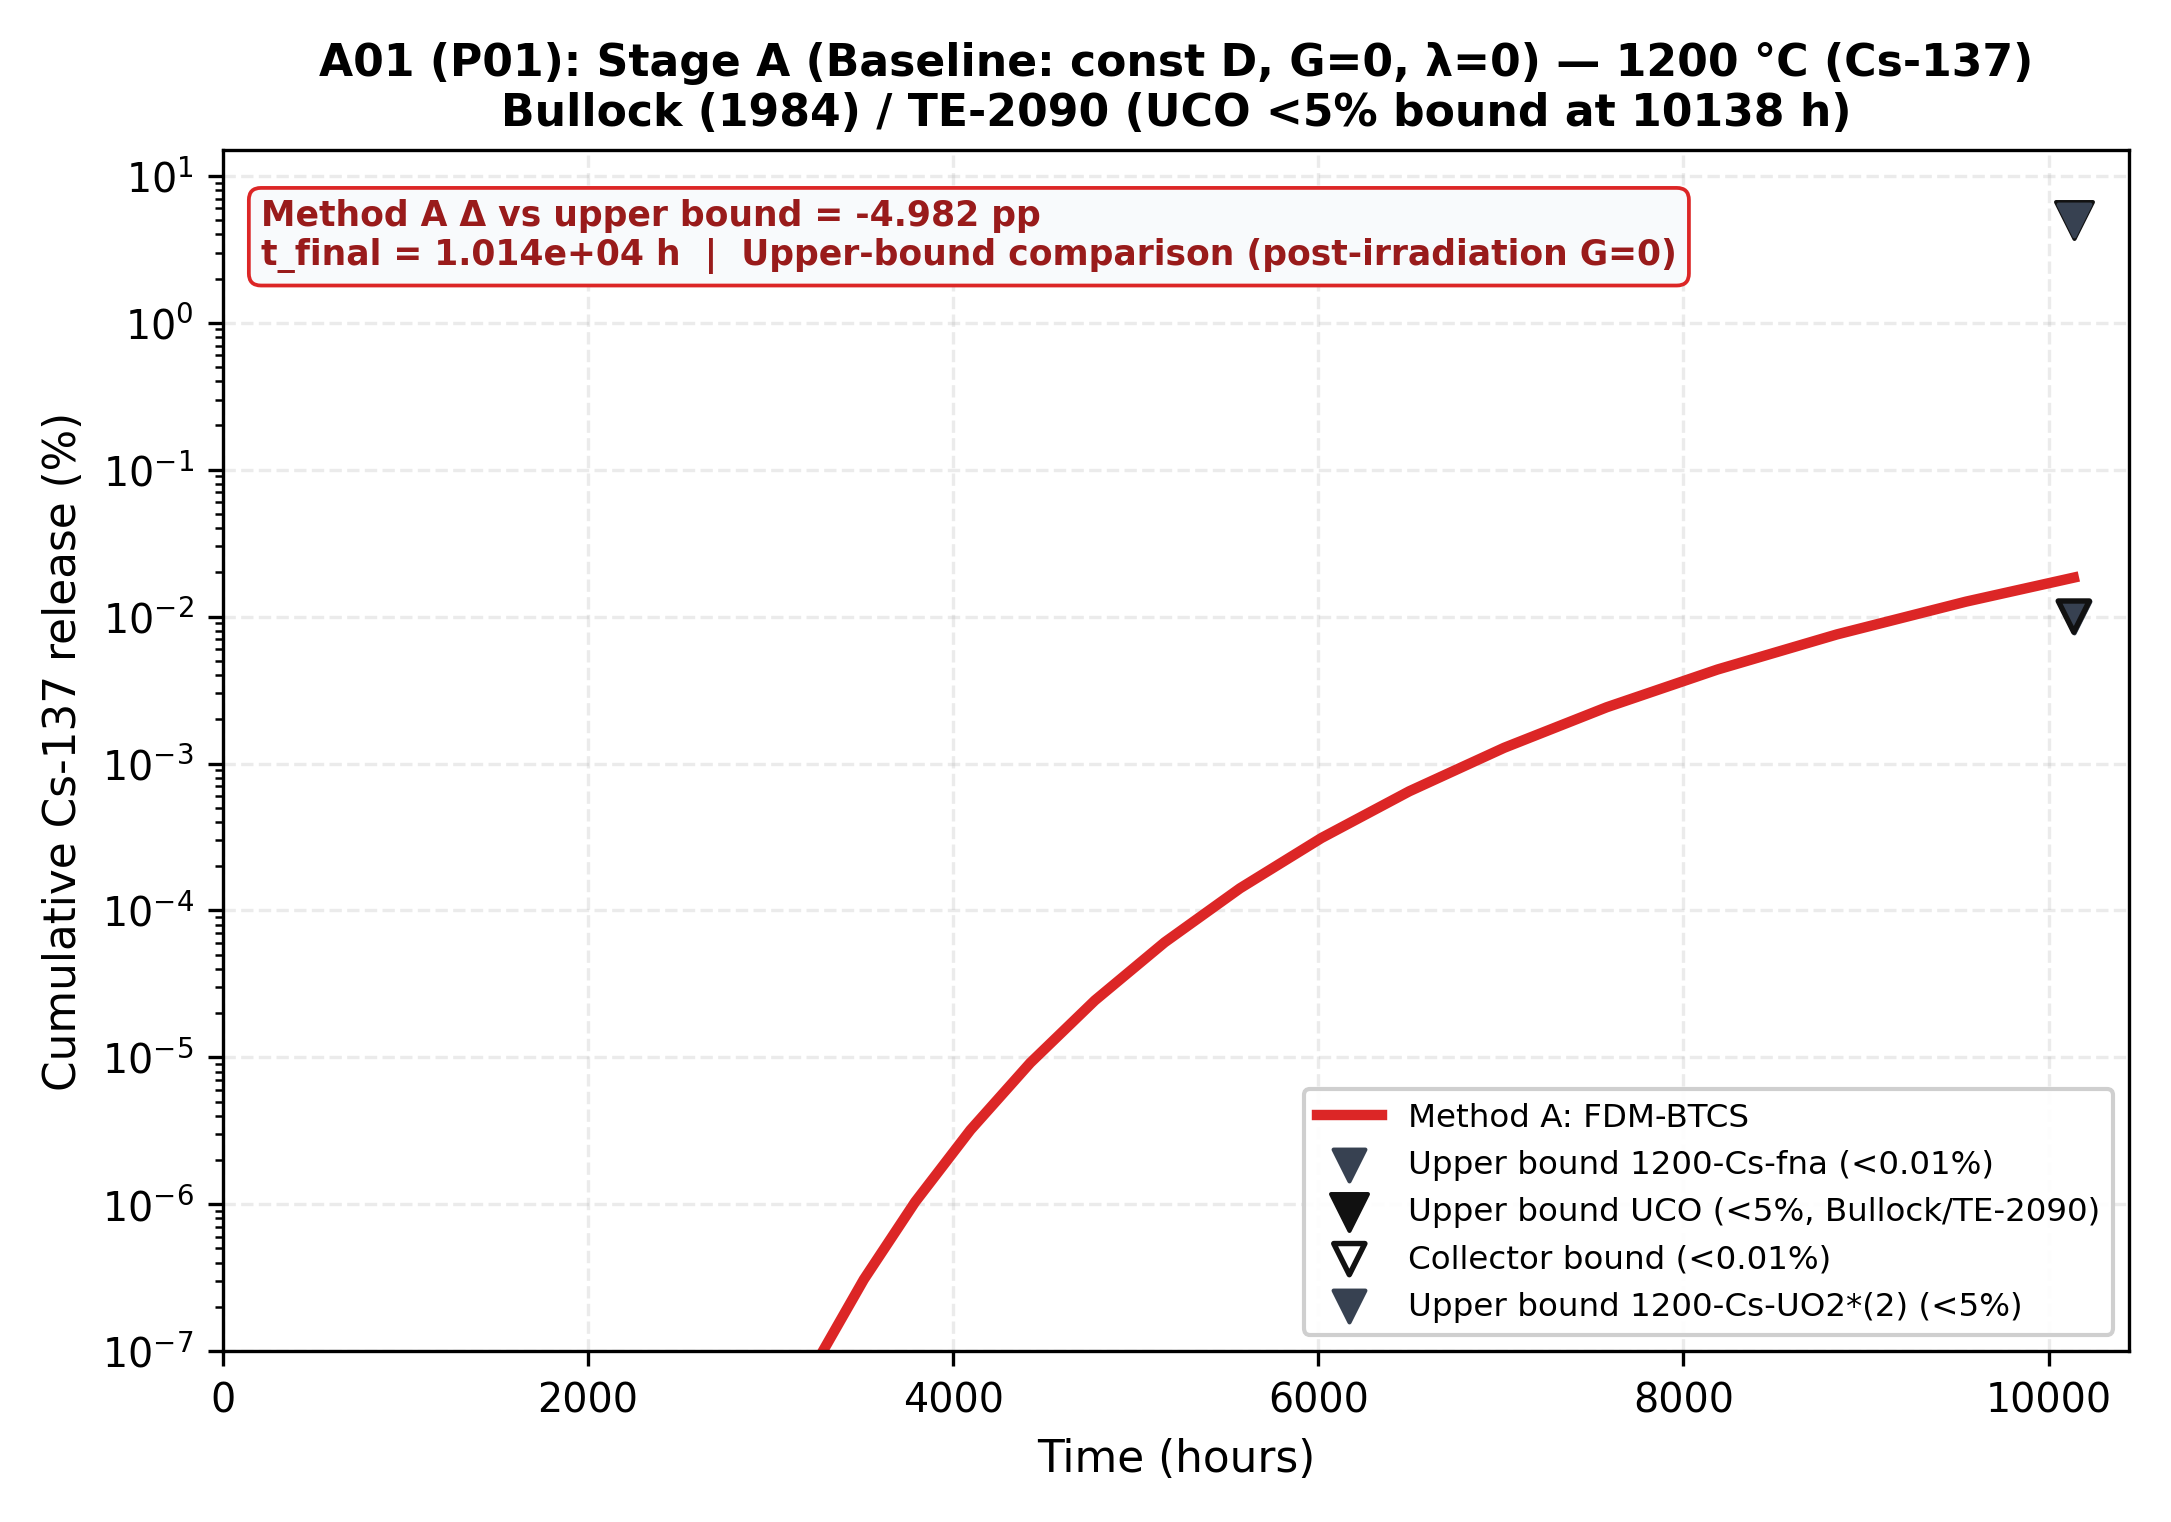 A01 (P01): Stage A (Baseline: const D, G=0, λ=0) — 1200 °C (Cs-137)
Bullock (1984) / TE-2090 (UCO <5% bound at 10138 h)
Method A Δ vs upper bound = -4.982 pp
t_final = 1.014e+04 h | Upper-bound comparison (post-irradiation G=0)
Cumulative Cs-137 release (%)
10¹
10⁰
10⁻¹
10⁻²
10⁻³
10⁻⁴
10⁻⁵
10⁻⁶
10⁻⁷
Method A: FDM-BTCS
Upper bound 1200-Cs-fna (<0.01%)
Upper bound UCO (<5%, Bullock/TE-2090)
Collector bound (<0.01%)
Upper bound 1200-Cs-UO2*(2) (<5%)
0 2000 4000 6000 8000 10000
Time (hours)